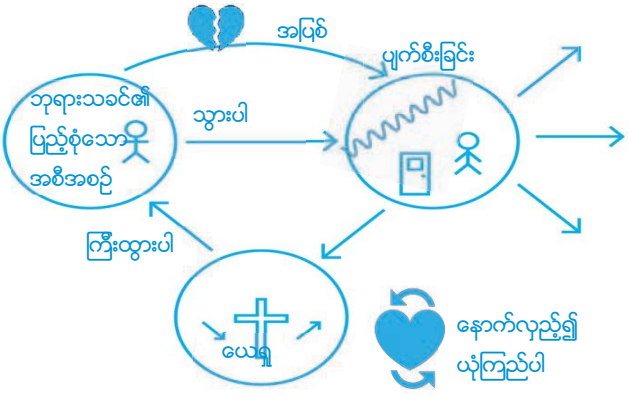 အပြစ်
ပျက်စီးခြင်း
ဘုရားသခင်၏
ပြည့်စုံသော
အစီအစဉ်
သွားပါ
ကြီးထွားပါ
ယေရှု
နောက်လှည့်၍
ယုံကြည်ပါ